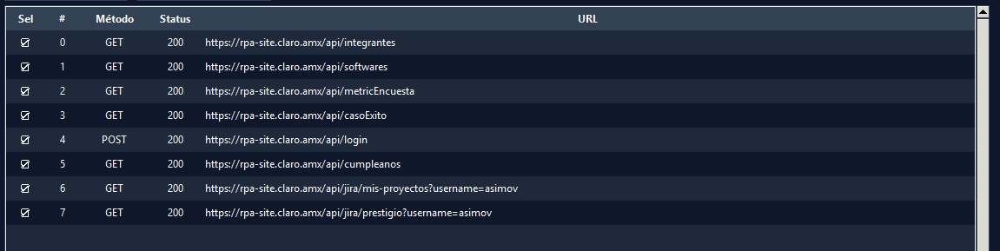 Sel # Método Status URL
0 GET 200 https://rpa-site.claro.amx/api/integrantes
1 GET 200 https://rpa-site.claro.amx/api/softwares
2 GET 200 https://rpa-site.claro.amx/api/metricEncuesta
3 GET 200 https://rpa-site.claro.amx/api/casoExito
4 POST 200 https://rpa-site.claro.amx/api/login
5 GET 200 https://rpa-site.claro.amx/api/cumpleanos
6 GET 200 https://rpa-site.claro.amx/api/jira/mis-proyectos?username=asimov
7 GET 200 https://rpa-site.claro.amx/api/jira/prestigio?username=asimov